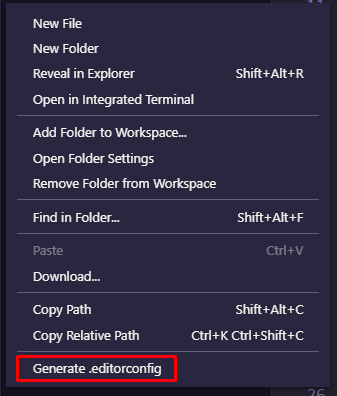 New File
New Folder
Reveal in Explorer Shift+Alt+R
Open in Integrated Terminal
Add Folder to Workspace...
Open Folder Settings
Remove Folder from Workspace
Find in Folder... Shift+Alt+F
Paste Ctrl+V
Download...
Copy Path Shift+Alt+C
Copy Relative Path Ctrl+K Ctrl+Shift+C
Generate .editorconfig
26